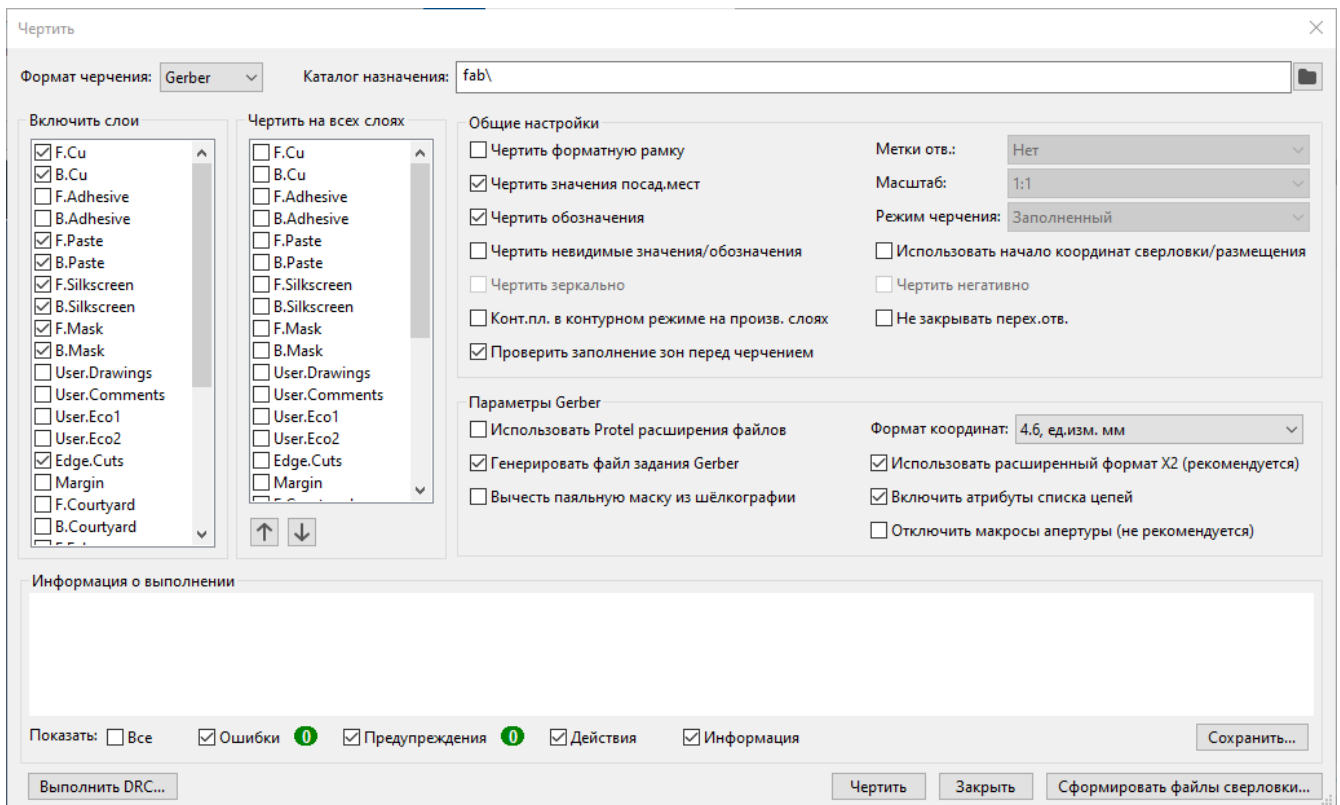 Чертить
Формат черчения: Gerber
Каталог назначения: fab\
Включить слои
F.Cu
B.Cu
F.Adhesive
B.Adhesive
F.Paste
B.Paste
F.Silkscreen
B.Silkscreen
F.Mask
B.Mask
User.Drawings
User.Comments
User.Eco1
User.Eco2
Edge.Cuts
Margin
F.Courtyard
B.Courtyard
Чертить на всех слоях
F.Cu
B.Cu
F.Adhesive
B.Adhesive
F.Paste
B.Paste
F.Silkscreen
B.Silkscreen
F.Mask
B.Mask
User.Drawings
User.Comments
User.Eco1
User.Eco2
Edge.Cuts
Margin
Общие настройки
Чертить форматную рамку
Чертить значения посад.мест
Чертить обозначения
Чертить невидимые значения/обозначения
Чертить зеркально
Конт.пл. в контурном режиме на произв. слоях
Проверить заполнение зон перед черчением
Метки отв.: Нет
Масштаб: 1:1
Режим черчения: Заполненный
Использовать начало координат сверловки/размещения
Чертить негативно
Не закрывать перех.отв.
Параметры Gerber
Использовать Protel расширения файлов
Генерировать файл задания Gerber
Вычесть паяльную маску из шёлкографии
Формат координат: 4.6, ед.изм. мм
Использовать расширенный формат X2 (рекомендуется)
Включить атрибуты списка цепей
Отключить макросы апертуры (не рекомендуется)
Информация о выполнении
Показать: Все Ошибки 0 Предупреждения 0 Действия Информация Сохранить...
Выполнить DRC... Чертить Закрыть Сформировать файлы сверловки...